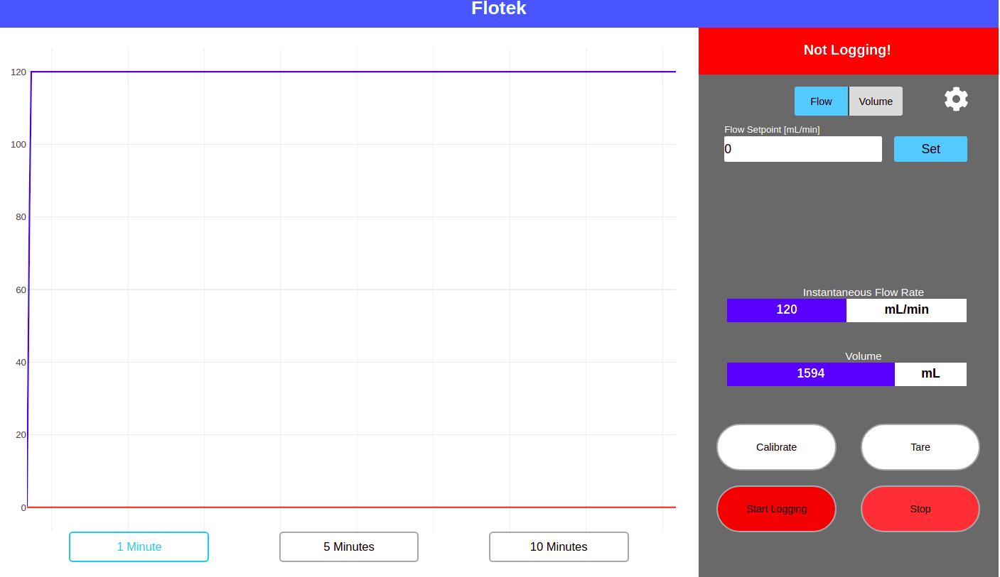 Flotek
120
100
80
60
40
20
0
1 Minute
5 Minutes
10 Minutes
Not Logging!
Flow
Volume
Flow Setpoint [mL/min]
0
Set
Instantaneous Flow Rate
120 mL/min
Volume
1594 mL
Calibrate
Tare
Start Logging
Stop